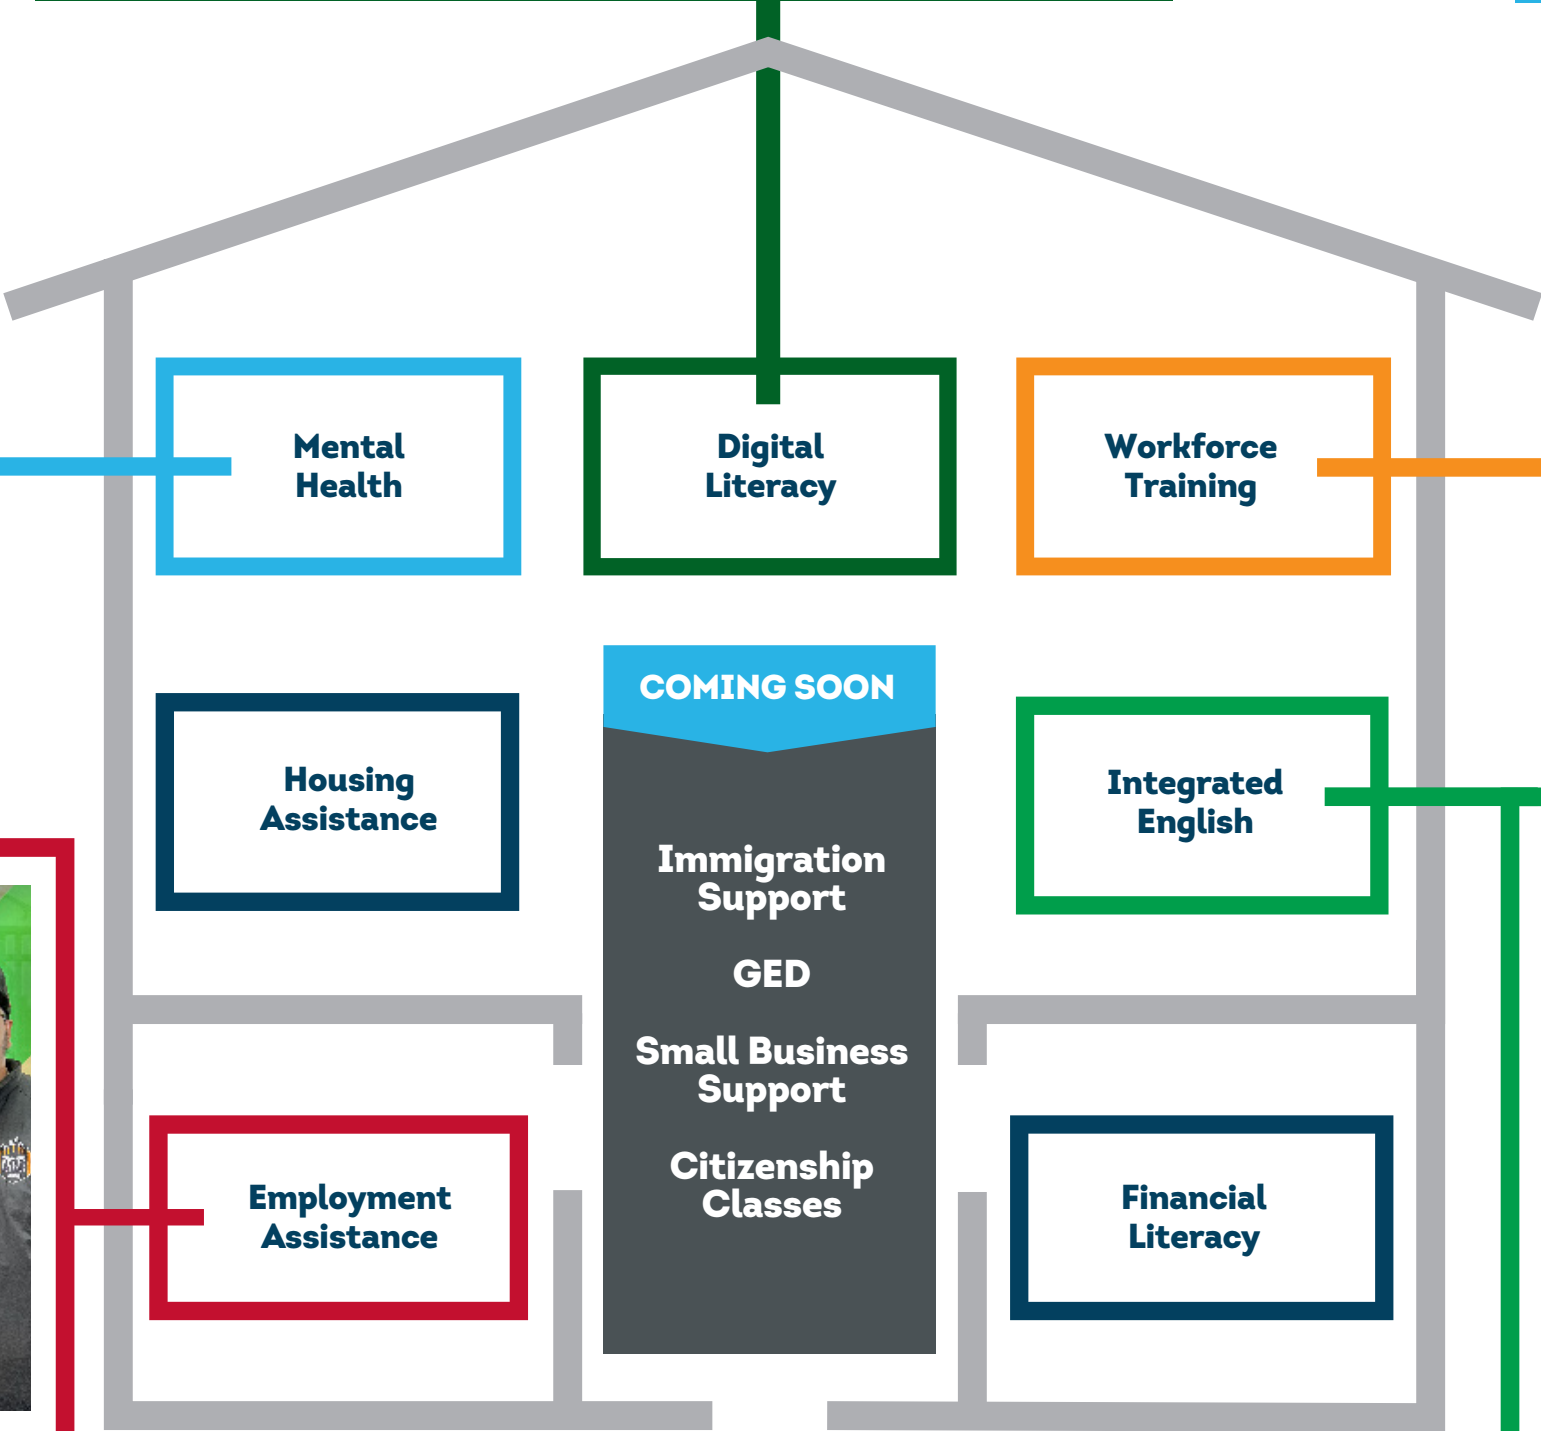 Mental
Health
Digital
Literacy
Workforce
Training
Housing
Assistance
COMING SOON
Integrated
English
Immigration
Support
GED
Small Business
Support
Citizenship
Classes
Employment
Assistance
Financial
Literacy